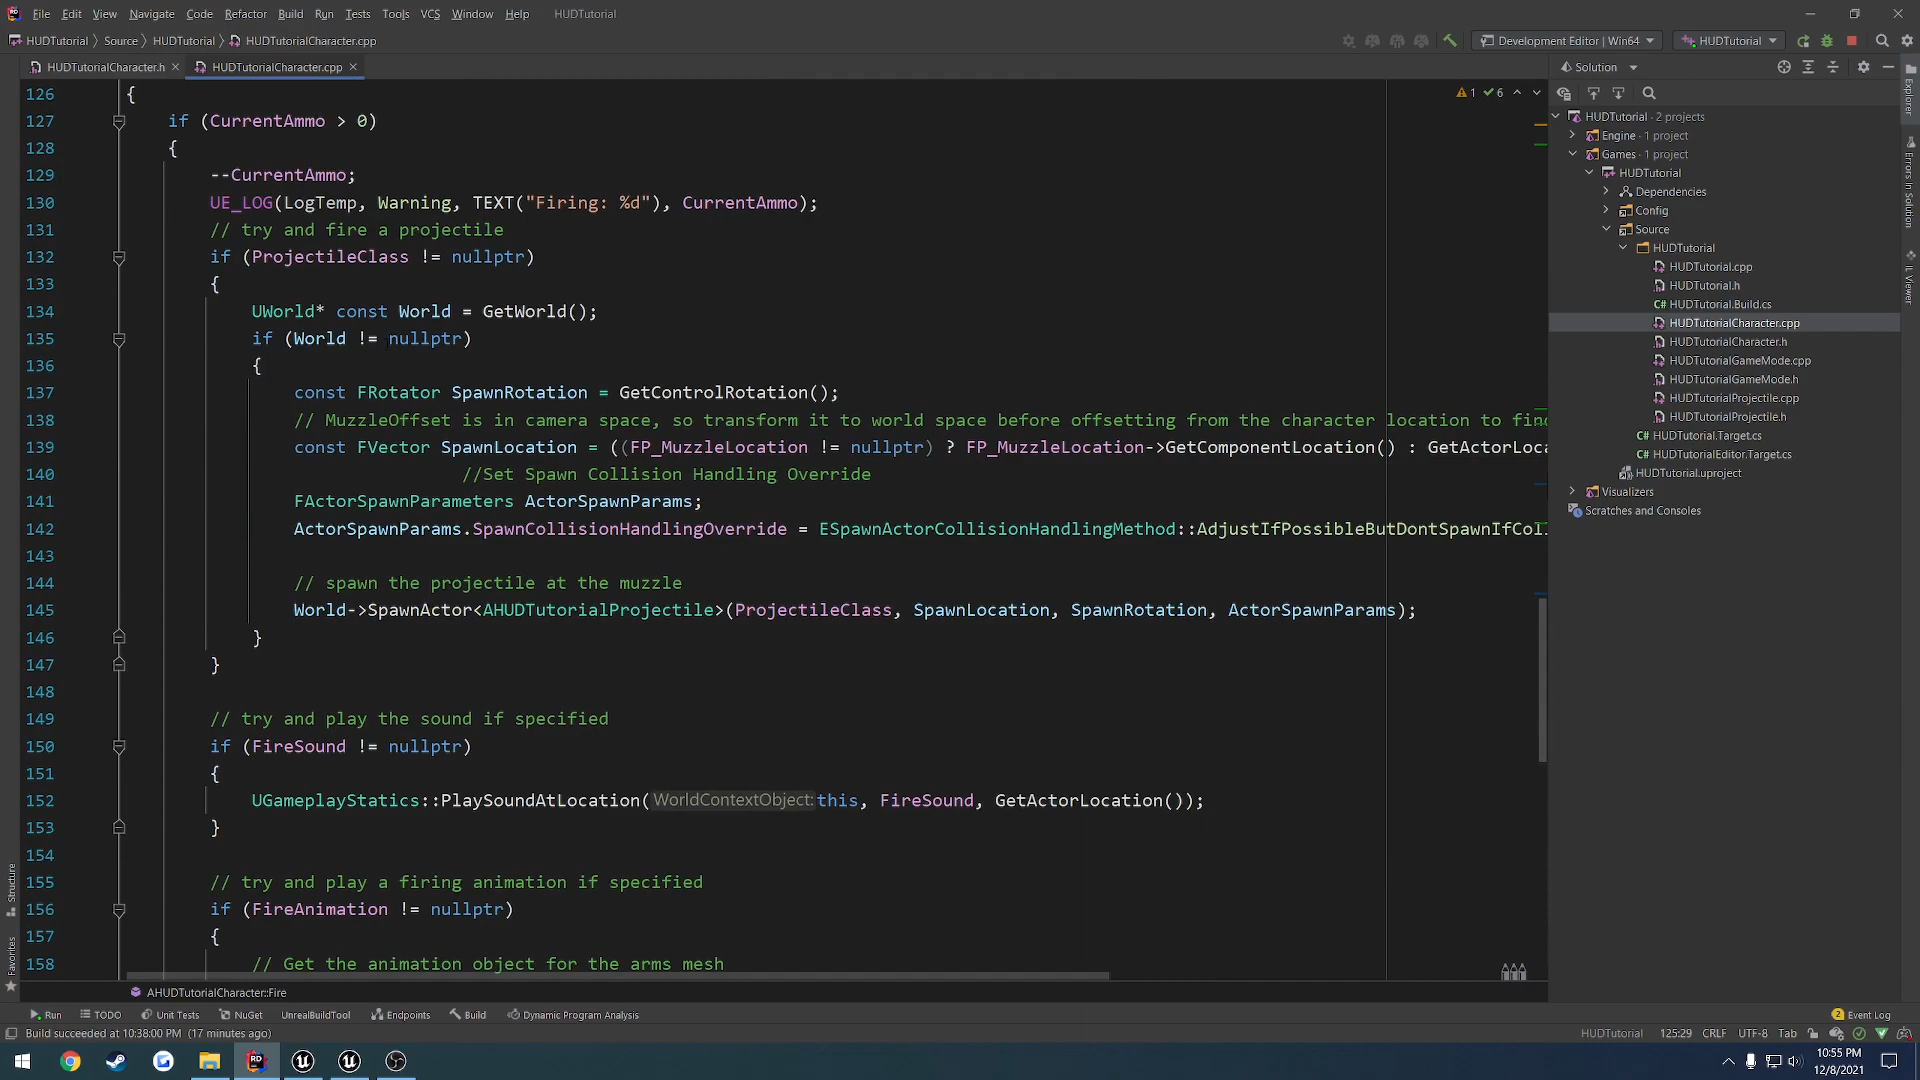 File Edit View Navigate Code Refactor Build Run Tests Tools VCS Window Help HUDTutorial
HUDTutorial Source HUDTutorial HUDTutorialCharacter.cpp
Development Editor | Win64 HUDTutorial
HUDTutorialCharacter.h HUDTutorialCharacter.cpp
Solution
1 6
126 {
127 if (CurrentAmmo > 0)
128 {
129 --CurrentAmmo;
130 UE_LOG(LogTemp, Warning, TEXT("Firing: %d"), CurrentAmmo);
131 // try and fire a projectile
132 if (ProjectileClass != nullptr)
133 {
134 UWorld* const World = GetWorld();
135 if (World != nullptr)
136 {
137 const FRotator SpawnRotation = GetControlRotation();
138 // MuzzleOffset is in camera space, so transform it to world space before offsetting from the character location to fin
139 const FVector SpawnLocation = ((FP_MuzzleLocation != nullptr) ? FP_MuzzleLocation->GetComponentLocation() : GetActorLoca
140 //Set Spawn Collision Handling Override
141 FActorSpawnParameters ActorSpawnParams;
142 ActorSpawnParams.SpawnCollisionHandlingOverride = ESpawnActorCollisionHandlingMethod::AdjustIfPossibleButDontSpawnIfCol
143
144 // spawn the projectile at the muzzle
145 World->SpawnActor<AHUDTutorialProjectile>(ProjectileClass, SpawnLocation, SpawnRotation, ActorSpawnParams);
146 }
147 }
148
149 // try and play the sound if specified
150 if (FireSound != nullptr)
151 {
152 UGameplayStatics::PlaySoundAtLocation(WorldContextObject:this, FireSound, GetActorLocation());
153 }
154
155 // try and play a firing animation if specified
156 if (FireAnimation != nullptr)
157 {
158 // Get the animation object for the arms mesh
HUDTutorial · 2 projects
Engine · 1 project
Games · 1 project
HUDTutorial
Dependencies
Config
Source
HUDTutorial
HUDTutorial.cpp
HUDTutorial.h
C# HUDTutorial.Build.cs
HUDTutorialCharacter.cpp
HUDTutorialCharacter.h
HUDTutorialGameMode.cpp
HUDTutorialGameMode.h
HUDTutorialProjectile.cpp
HUDTutorialProjectile.h
C# HUDTutorial.Target.cs
C# HUDTutorialEditor.Target.cs
HUDTutorial.uproject
Visualizers
Scratches and Consoles
Explorer
Errors In Solution
IL Viewer
Structure
Favorites
AHUDTutorialCharacter::Fire
Run TODO Unit Tests NuGet UnrealBuildTool Endpoints Build Dynamic Program Analysis 2 Event Log
Build succeeded at 10:38:00 PM (17 minutes ago) HUDTutorial 125:29 CRLF UTF-8 Tab
RD
10:55 PM
12/8/2021